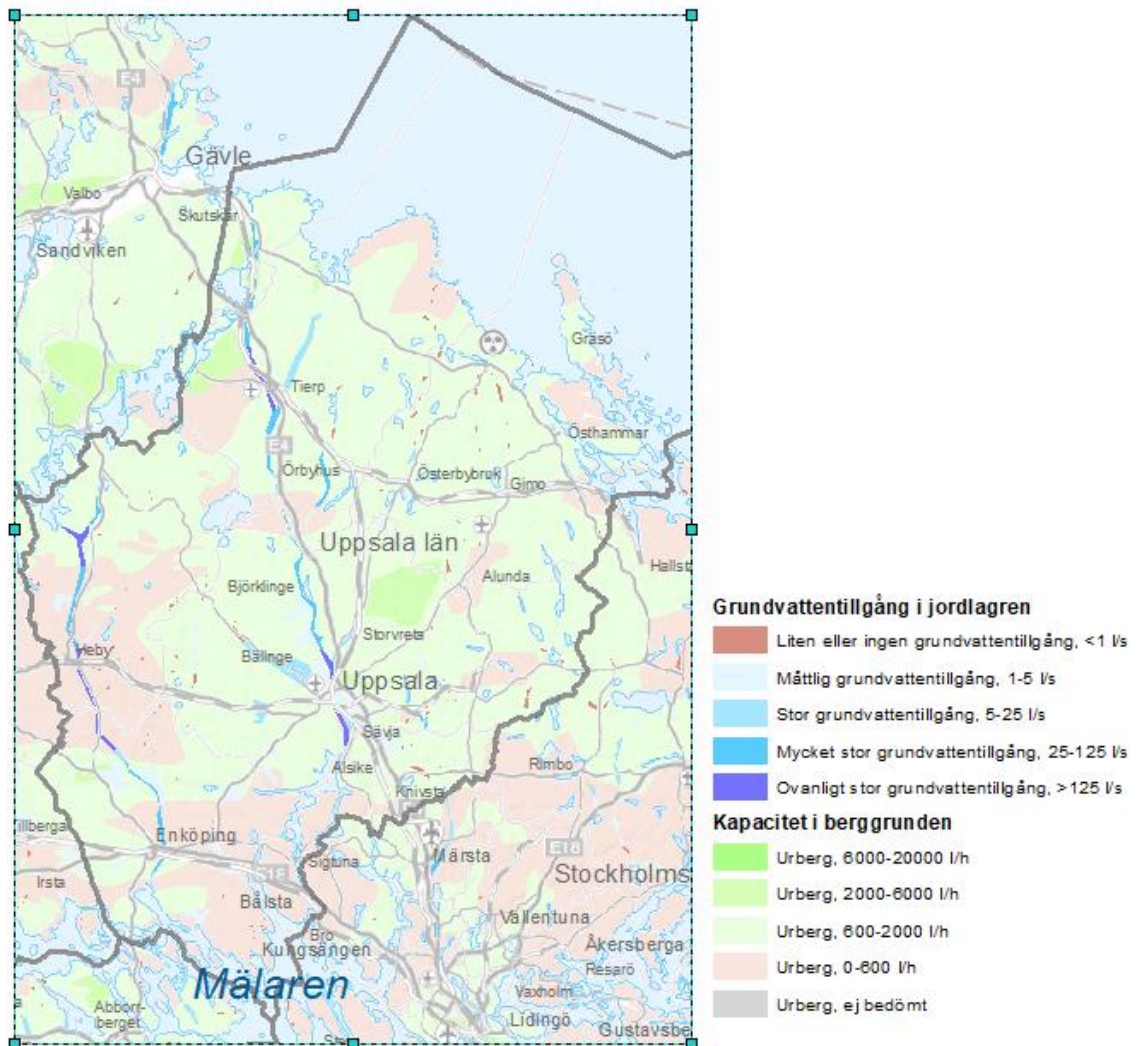 E4
Gävle
Valbo
Skutskär
Sandviken
Gräsö
Tierp
Östhammar
E4
Örbyhus
Österbybruk
Gimo
Uppsala län
Hallst
Björklinge
Alunda
Storvreta
Heby
Bälinge
Uppsala
Sävja
Alsike
Rimbo
Knivsta
illberga
Enköping
Märsta
E18
Sigtuna
Stockholms
Irsta
E18
Bålsta
Vallentuna
Bro
Kungsängen
Åkersberga
Resarö
Mälaren
Vaxholm
Abborr-
berget
Lidingö
Gustavsbe
Grundvattentillgång i jordlagren
Liten eller ingen grundvattentillgång, <1 l/s
Måttlig grundvattentillgång, 1-5 l/s
Stor grundvattentillgång, 5-25 l/s
Mycket stor grundvattentillgång, 25-125 l/s
Ovanligt stor grundvattentillgång, >125 l/s
Kapacitet i berggrunden
Urberg, 6000-20000 l/h
Urberg, 2000-6000 l/h
Urberg, 600-2000 l/h
Urberg, 0-600 l/h
Urberg, ej bedömt